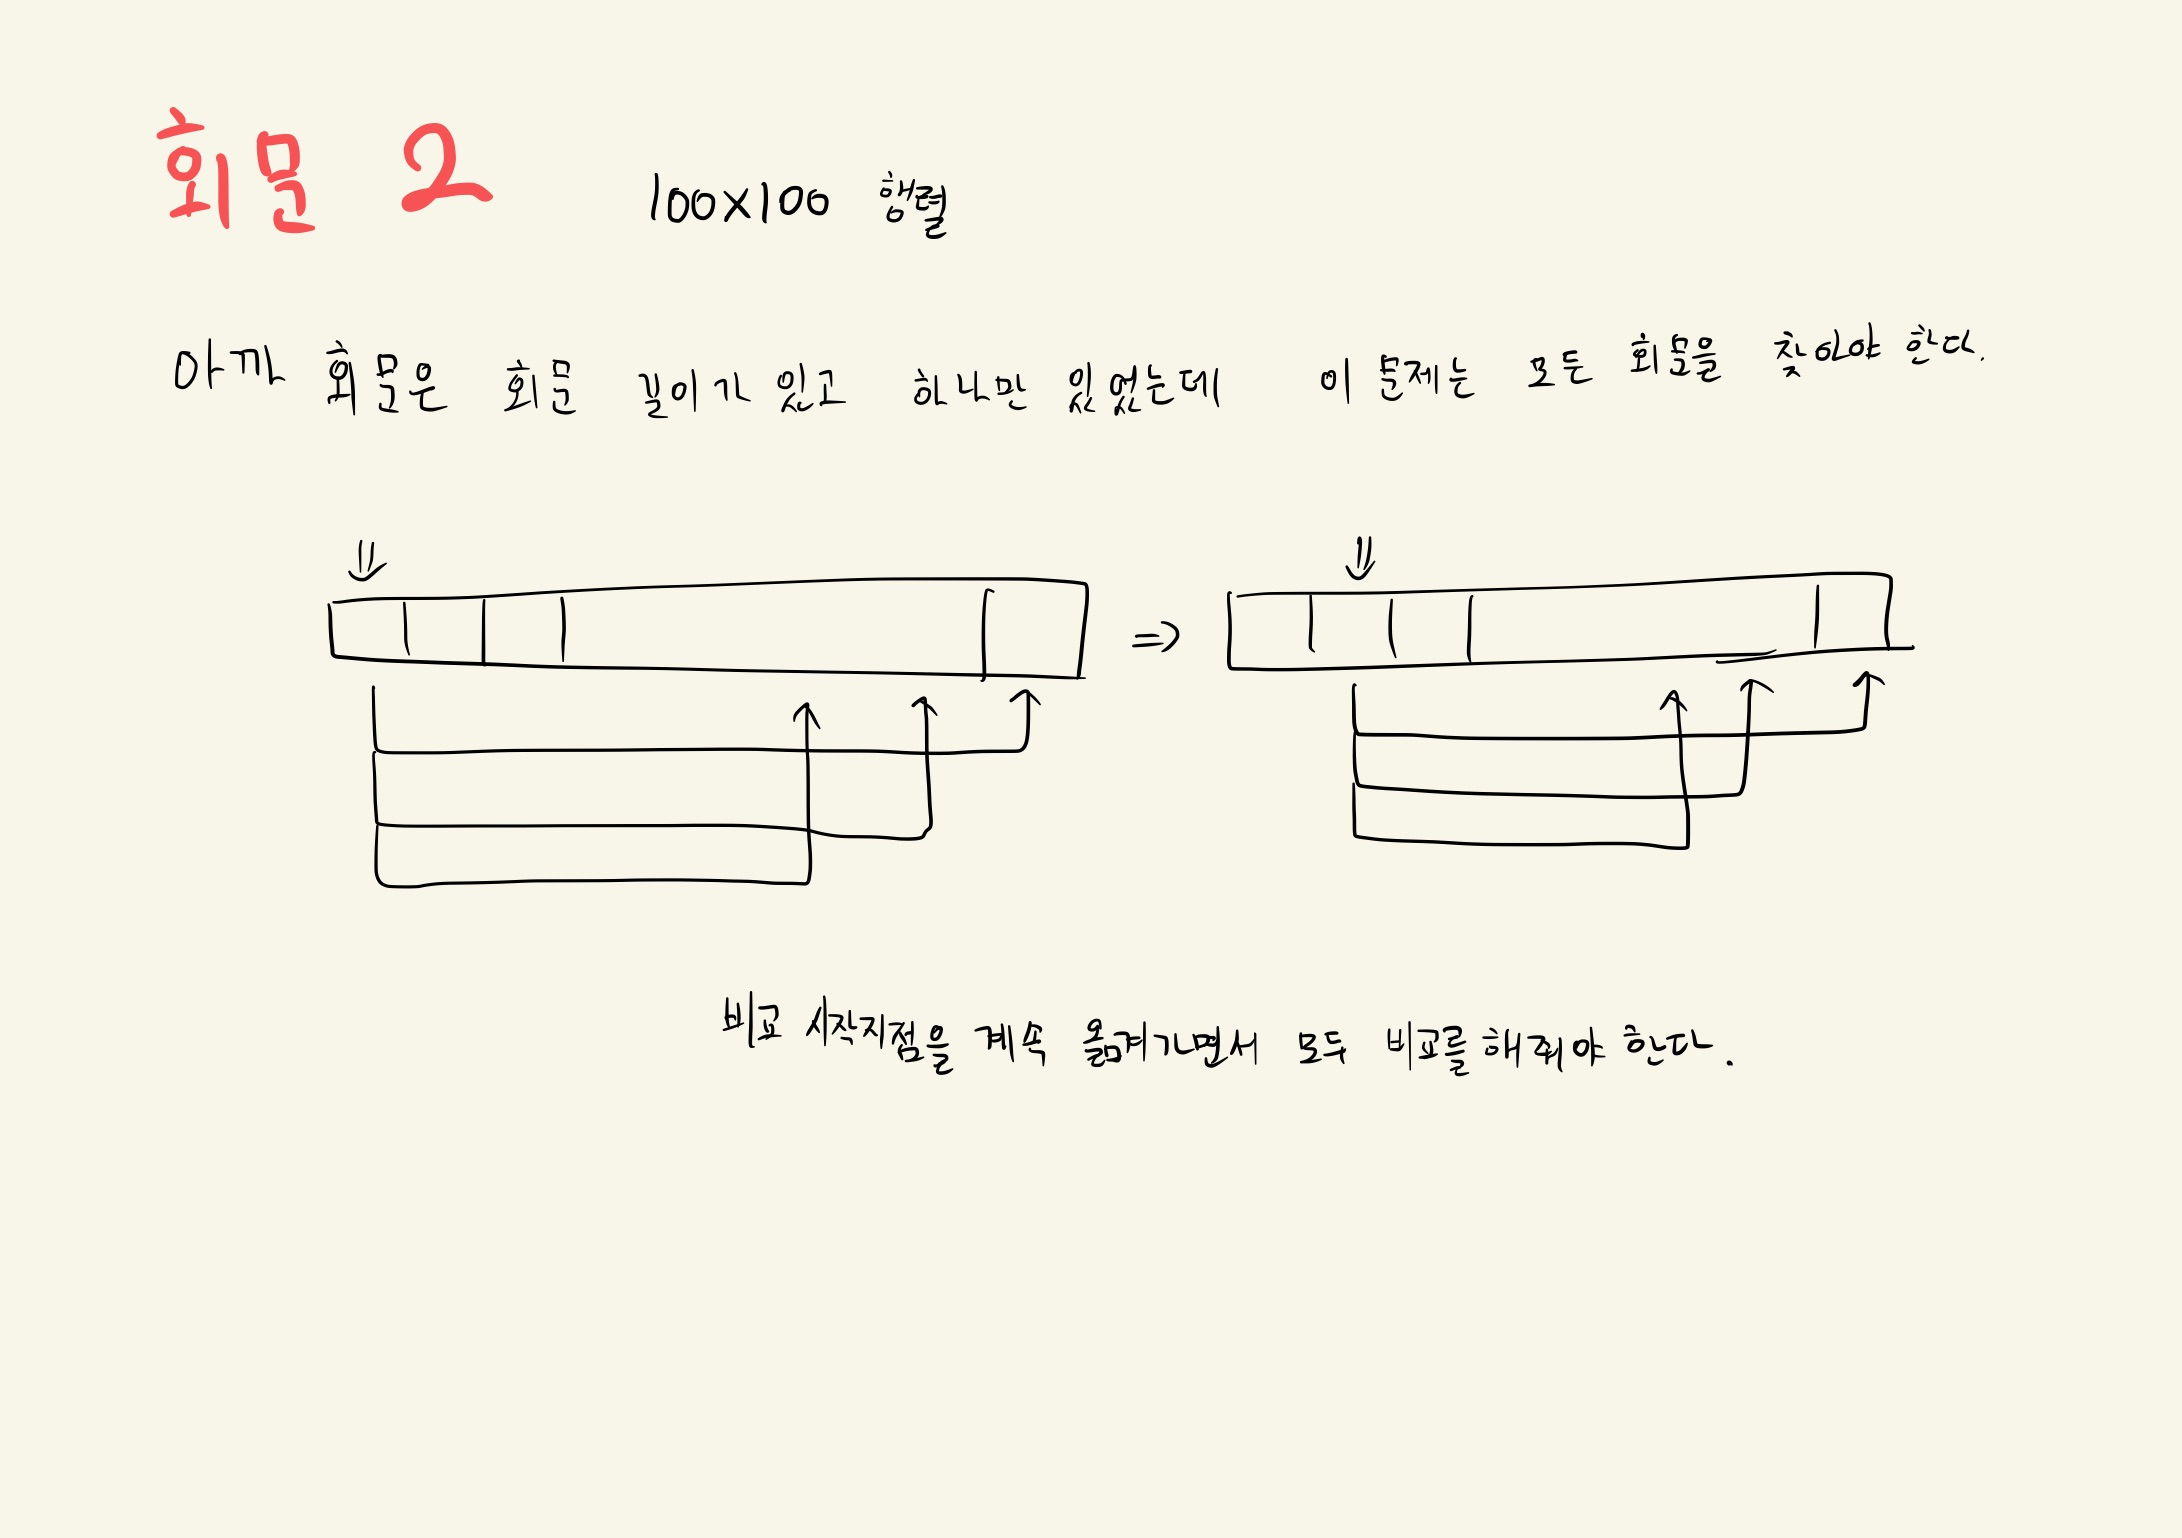 회문 2
100x100 행렬
아까 회문은 회문 길이가 있고 하나만 있었는데 이 문제는 모든 회문을 찾아야 한다.
비교 시작지점을 계속 옮겨가면서 모두 비교를 해줘야 한다.